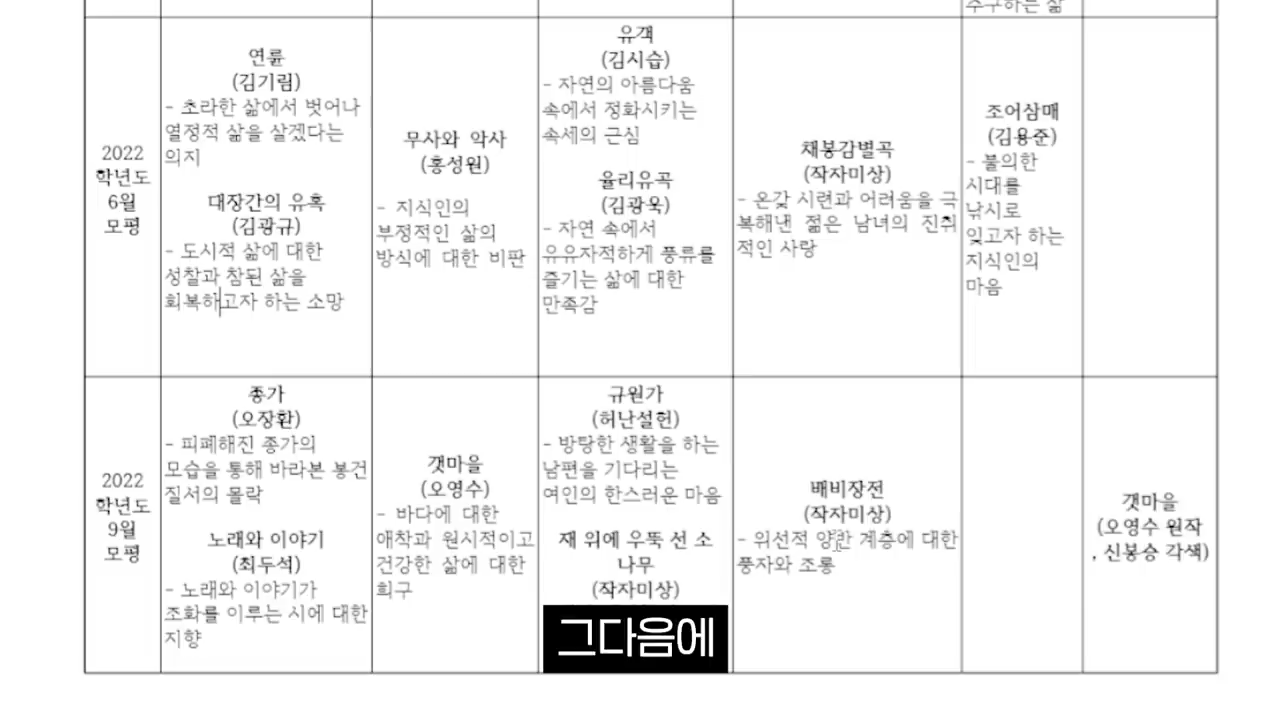 추구하는 삶
2022
학년도
6월
모평
연륜
(김기림)
- 초라한 삶에서 벗어나
열정적 삶을 살겠다는
의지
대장간의 유혹
(김광규)
- 도시적 삶에 대한
성찰과 참된 삶을
회복하고자 하는 소망
무사와 악사
(홍성원)
- 지식인의
부정적인 삶의
방식에 대한 비판
유객
(김시습)
- 자연의 아름다움
속에서 정화시키는
속세의 근심
율리유곡
(김광욱)
- 자연 속에서
유유자적하게 풍류를
즐기는 삶에 대한
만족감
채봉감별곡
(작자미상)
- 온갖 시련과 어려움을 극
복해낸 젊은 남녀의 진취
적인 사랑
조어삼매
(김용준)
- 불의한
시대를
낚시로
잊고자 하는
지식인의
마음
2022
학년도
9월
모평
종가
(오장환)
- 피폐해진 종가의
모습을 통해 바라본 봉건
질서의 몰락
노래와 이야기
(최두석)
- 노래와 이야기가
조화를 이루는 시에 대한
지향
갯마을
(오영수)
- 바다에 대한
애착과 원시적이고
건강한 삶에 대한
희구
규원가
(허난설헌)
- 방탕한 생활을 하는
남편을 기다리는
여인의 한스러운 마음
재 위에 우뚝 선 소
나무
(작자미상)
배비장전
(작자미상)
- 위선적 양반 계층에 대한
풍자와 조롱
갯마을
(오영수 원작
, 신봉승 각색)
그다음에